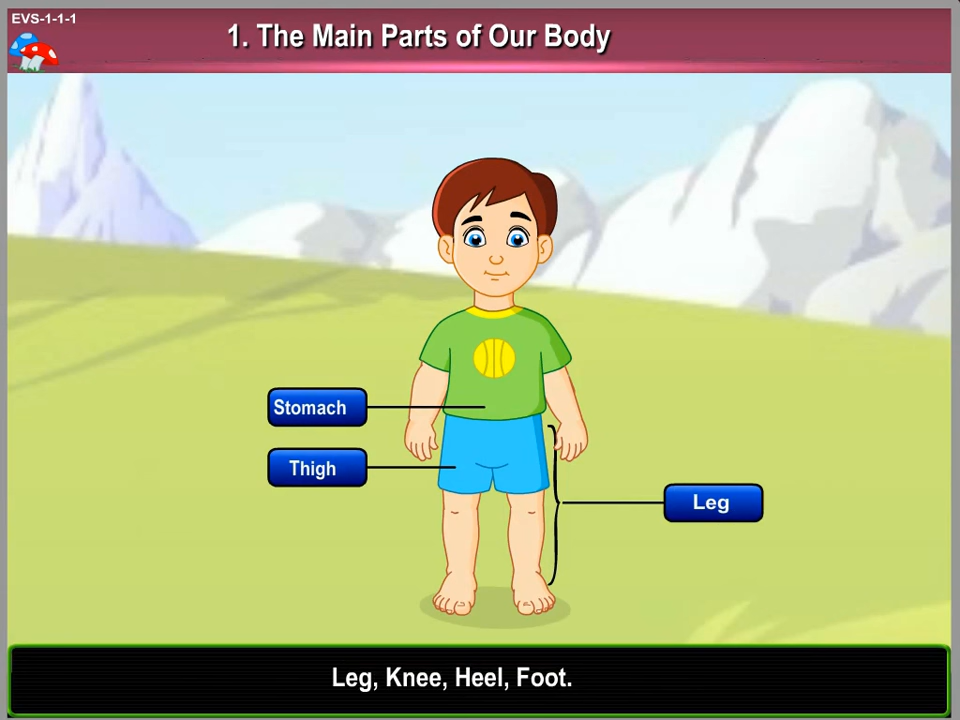 EVS-1-1-1
1. The Main Parts of Our Body
Stomach
Thigh
Leg
Leg, Knee, Heel, Foot.